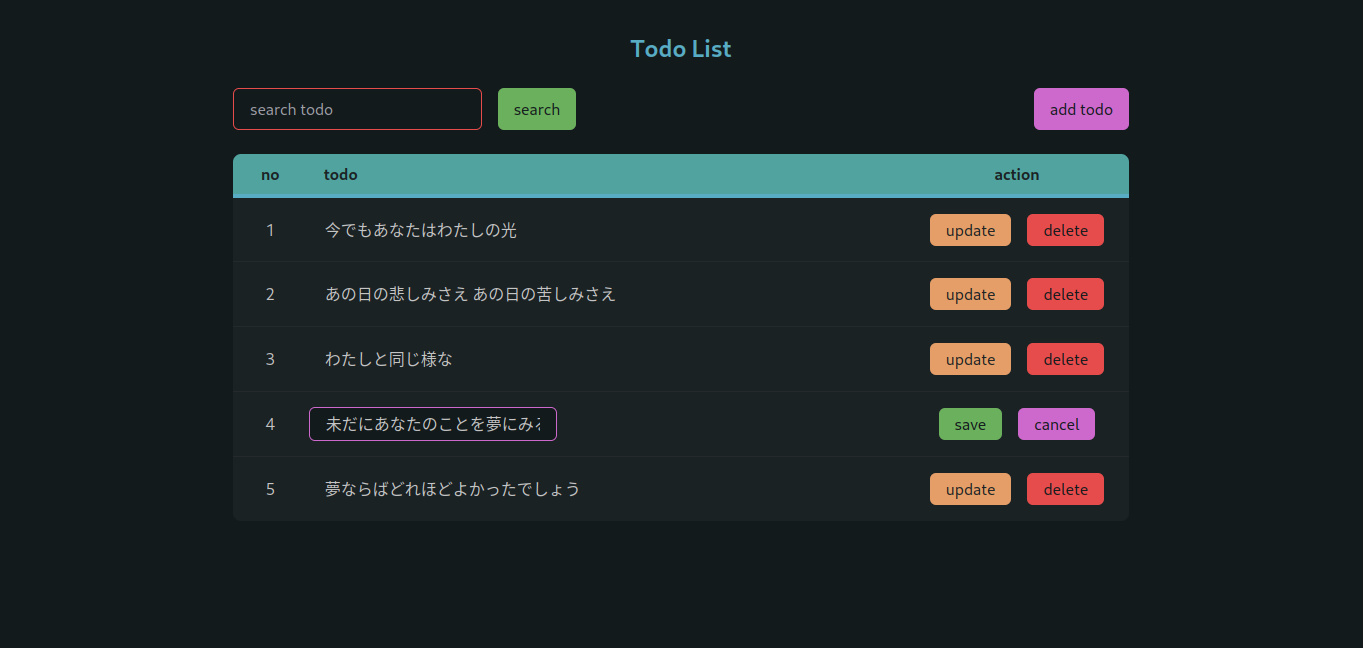 Todo List
search todo search add todo
no todo action
1 今でもあなたはわたしの光 update delete
2 あの日の悲しみさえ あの日の苦しみさえ update delete
3 わたしと同じ様な update delete
4 未だにあなたのことを夢にみ save cancel
5 夢ならばどれほどよかったでしょう update delete